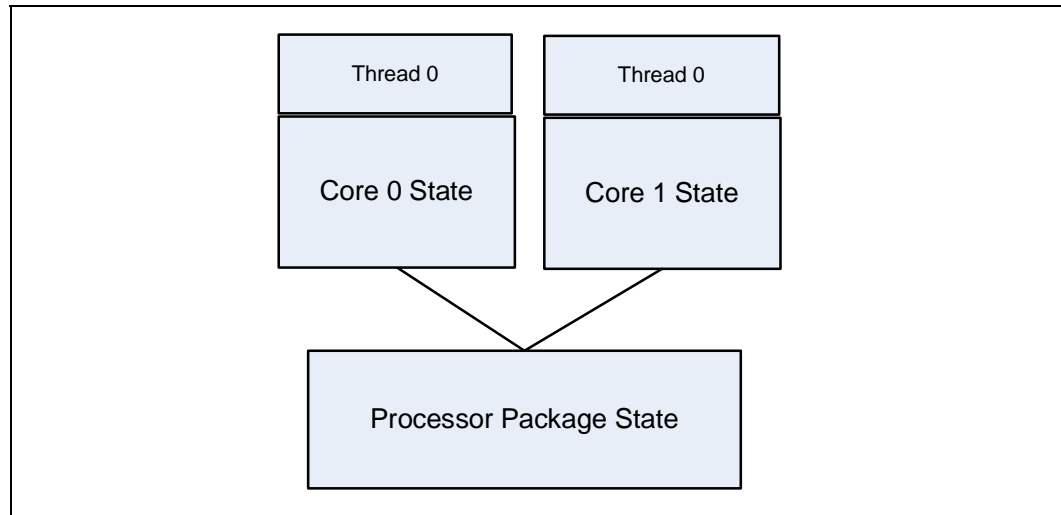 Thread 0
Thread 0
Core 0 State
Core 1 State
Processor Package State